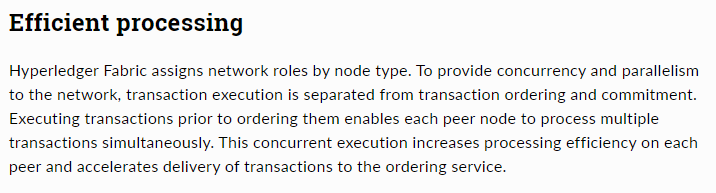 Efficient processing
Hyperledger Fabric assigns network roles by node type. To provide concurrency and parallelism
to the network, transaction execution is separated from transaction ordering and commitment.
Executing transactions prior to ordering them enables each peer node to process multiple
transactions simultaneously. This concurrent execution increases processing efficiency on each
peer and accelerates delivery of transactions to the ordering service.